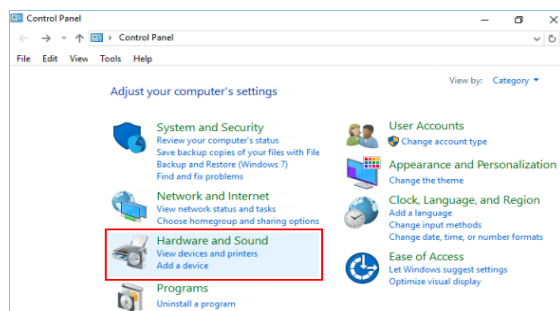 Control Panel
Control Panel
File Edit View Tools Help
Adjust your computer's settings
View by: Category
System and Security
Review your computer's status
Save backup copies of your files with File
Backup and Restore (Windows 7)
Find and fix problems
Network and Internet
View network status and tasks
Choose homegroup and sharing options
Hardware and Sound
View devices and printers
Add a device
Programs
Uninstall a program
User Accounts
Change account type
Appearance and Personalization
Change the theme
Clock, Language, and Region
Add a language
Change input methods
Change date, time, or number formats
Ease of Access
Let Windows suggest settings
Optimize visual display